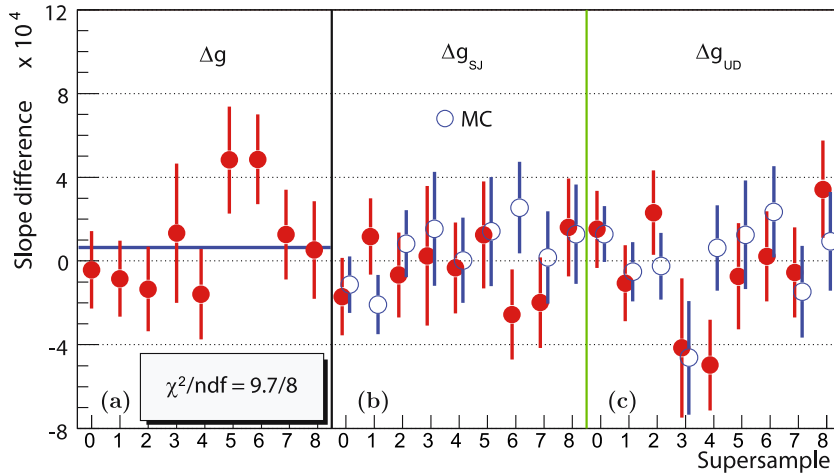 12
8
4
0
-4
-8
Slope difference x 10⁴
Δg
Δg_SJ
Δg_UD
MC
χ²/ndf = 9.7/8
(a)
(b)
(c)
0 1 2 3 4 5 6 7 8 0 1 2 3 4 5 6 7 8 0 1 2 3 4 5 6 7 8
Supersample